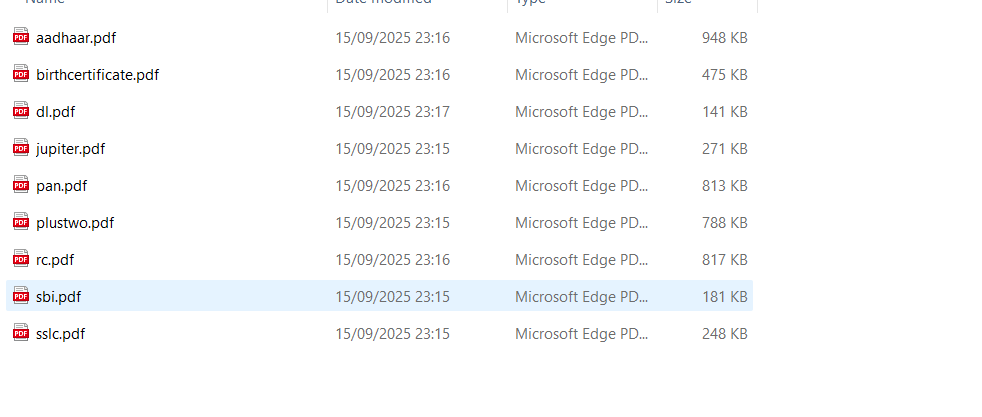 Name Date modified Type Size
aadhaar.pdf 15/09/2025 23:16 Microsoft Edge PD... 948 KB
birthcertificate.pdf 15/09/2025 23:16 Microsoft Edge PD... 475 KB
dl.pdf 15/09/2025 23:17 Microsoft Edge PD... 141 KB
jupiter.pdf 15/09/2025 23:15 Microsoft Edge PD... 271 KB
pan.pdf 15/09/2025 23:16 Microsoft Edge PD... 813 KB
plustwo.pdf 15/09/2025 23:15 Microsoft Edge PD... 788 KB
rc.pdf 15/09/2025 23:16 Microsoft Edge PD... 817 KB
sbi.pdf 15/09/2025 23:15 Microsoft Edge PD... 181 KB
sslc.pdf 15/09/2025 23:15 Microsoft Edge PD... 248 KB